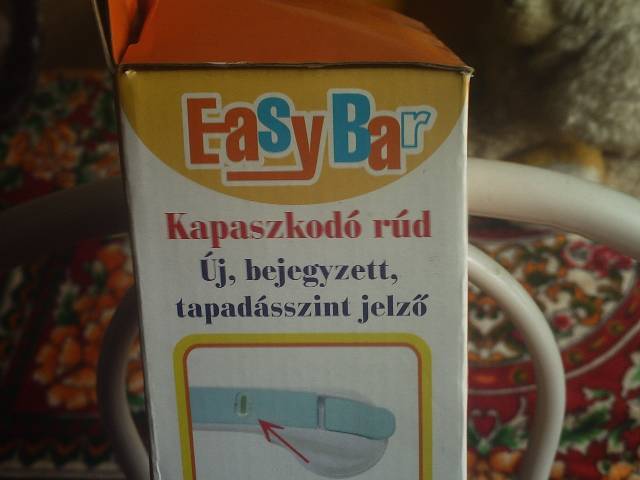 EasyBar
Kapaszkodó rúd
Új, bejegyzett,
tapadásszint jelző